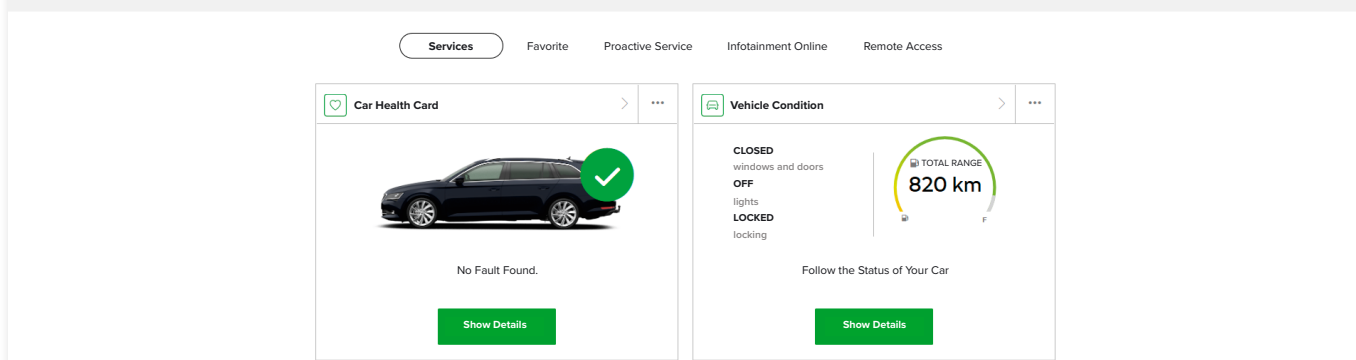 Services
Favorite
Proactive Service
Infotainment Online
Remote Access
Car Health Card
Vehicle Condition
CLOSED
windows and doors
OFF
lights
LOCKED
locking
TOTAL RANGE
820 km
F
No Fault Found.
Follow the Status of Your Car
Show Details
Show Details